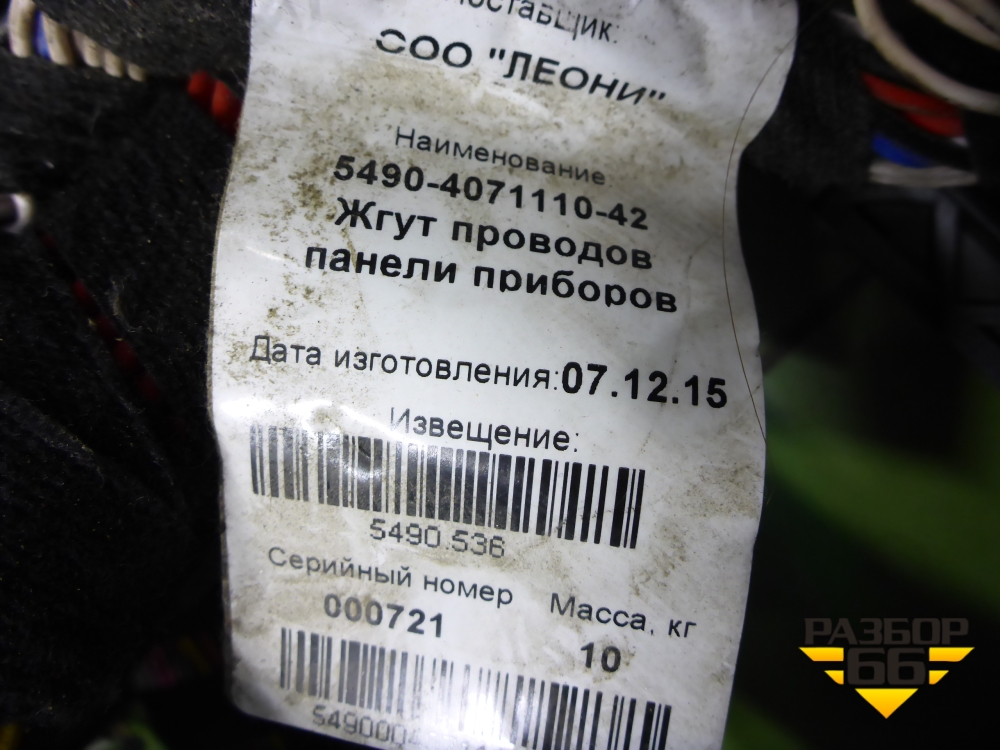 Поставщик:
ООО "ЛЕОНИ"
Наименование
5490-4071110-42
Жгут проводов
панели приборов
Дата изготовления:07.12.15
Извещение:
5490.536
Серийный номер Масса, кг
000721 10
РАЗБОР
66